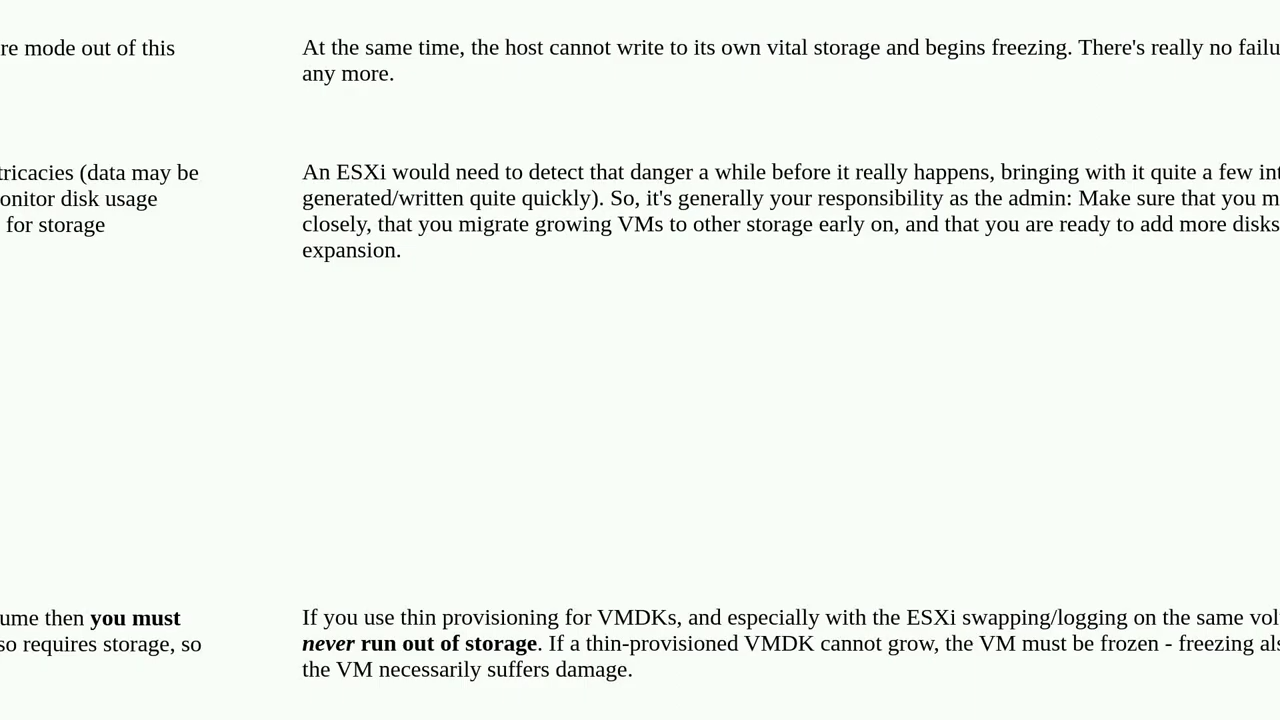 re mode out of this
tricacies (data may be
onitor disk usage
for storage
ume then you must
so requires storage, so
At the same time, the host cannot write to its own vital storage and begins freezing. There's really no failu
any more.
An ESXi would need to detect that danger a while before it really happens, bringing with it quite a few int
generated/written quite quickly). So, it's generally your responsibility as the admin: Make sure that you m
closely, that you migrate growing VMs to other storage early on, and that you are ready to add more disks
expansion.
If you use thin provisioning for VMDKs, and especially with the ESXi swapping/logging on the same vol
never run out of storage. If a thin-provisioned VMDK cannot grow, the VM must be frozen - freezing als
the VM necessarily suffers damage.